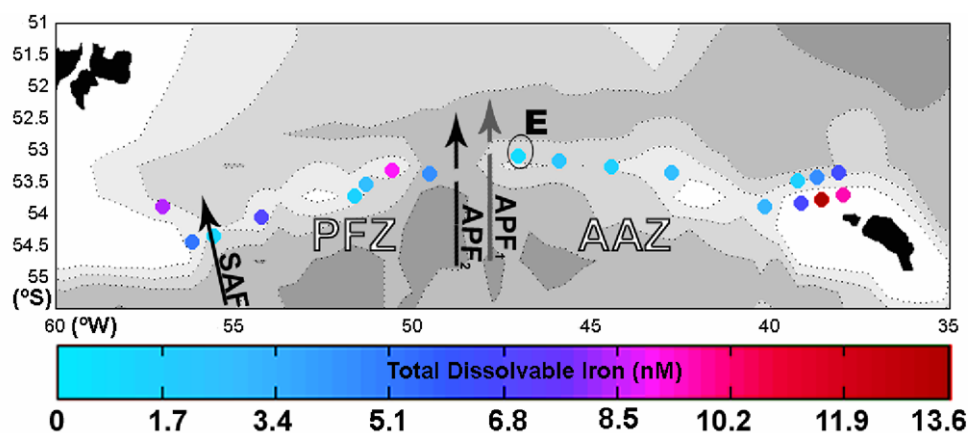 51
51.5
52
52.5
53
53.5
54
54.5
55
(ºS)
E
PFZ
AAZ
SAF
APF2
APF1
60 (ºW) 55 50 45 40 35
Total Dissolvable Iron (nM)
0 1.7 3.4 5.1 6.8 8.5 10.2 11.9 13.6